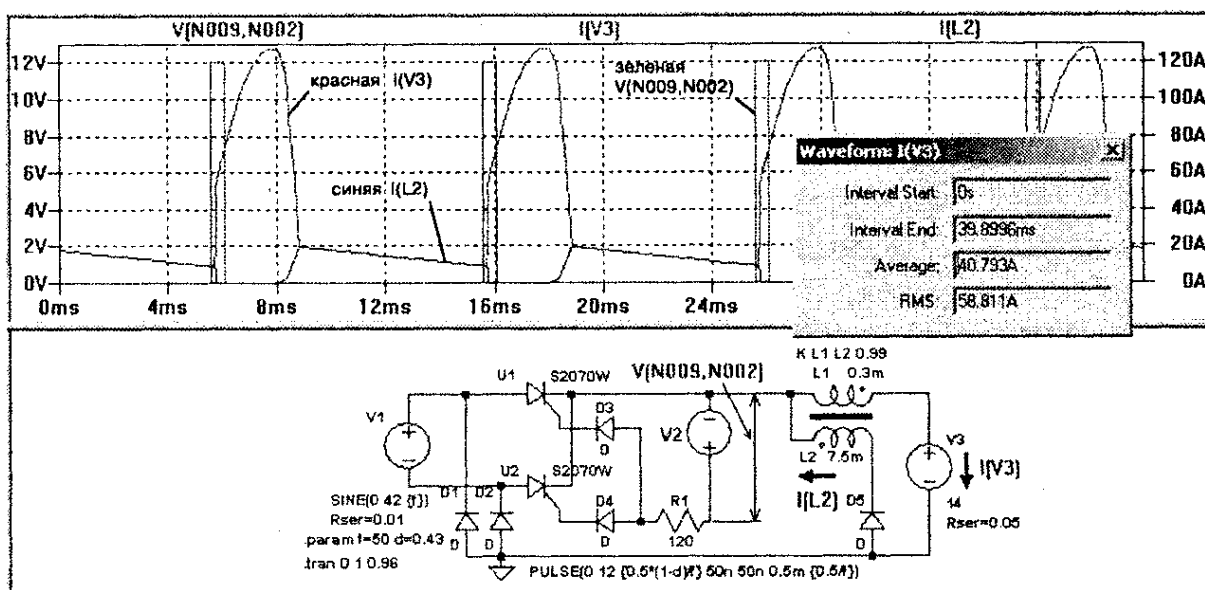 V(N009,N002) I(V3) I(L2)
12V
10V
8V
6V
4V
2V
0V
красная I(V3)
синяя I(L2)
зеленая
V(N009,N002)
120A
100A
80A
60A
40A
20A
0A
0ms 4ms 8ms 12ms 16ms 20ms 24ms
Waveform: I(V3)
Interval Start: 0s
Interval End: 39.8996ms
Average: 40.793A
RMS: 58.811A
K L1 L2 0.99
L1 0.3m
U1 S2070W
V(N009,N002)
D3
D
V1
V2
V3
L2 7.5m
I(V3)
U2 S2070W
I(L2)
D5
D1 D2
D4
R1
14
SINE(0 42 {f})
Rser=0.01
.param f=50 d=0.43
.tran 0 1 0.96
D D
D
120
D
Rser=0.05
PULSE(0 12 {0.5*(1-d)/f} 50n 50n 0.5m {0.5/f})